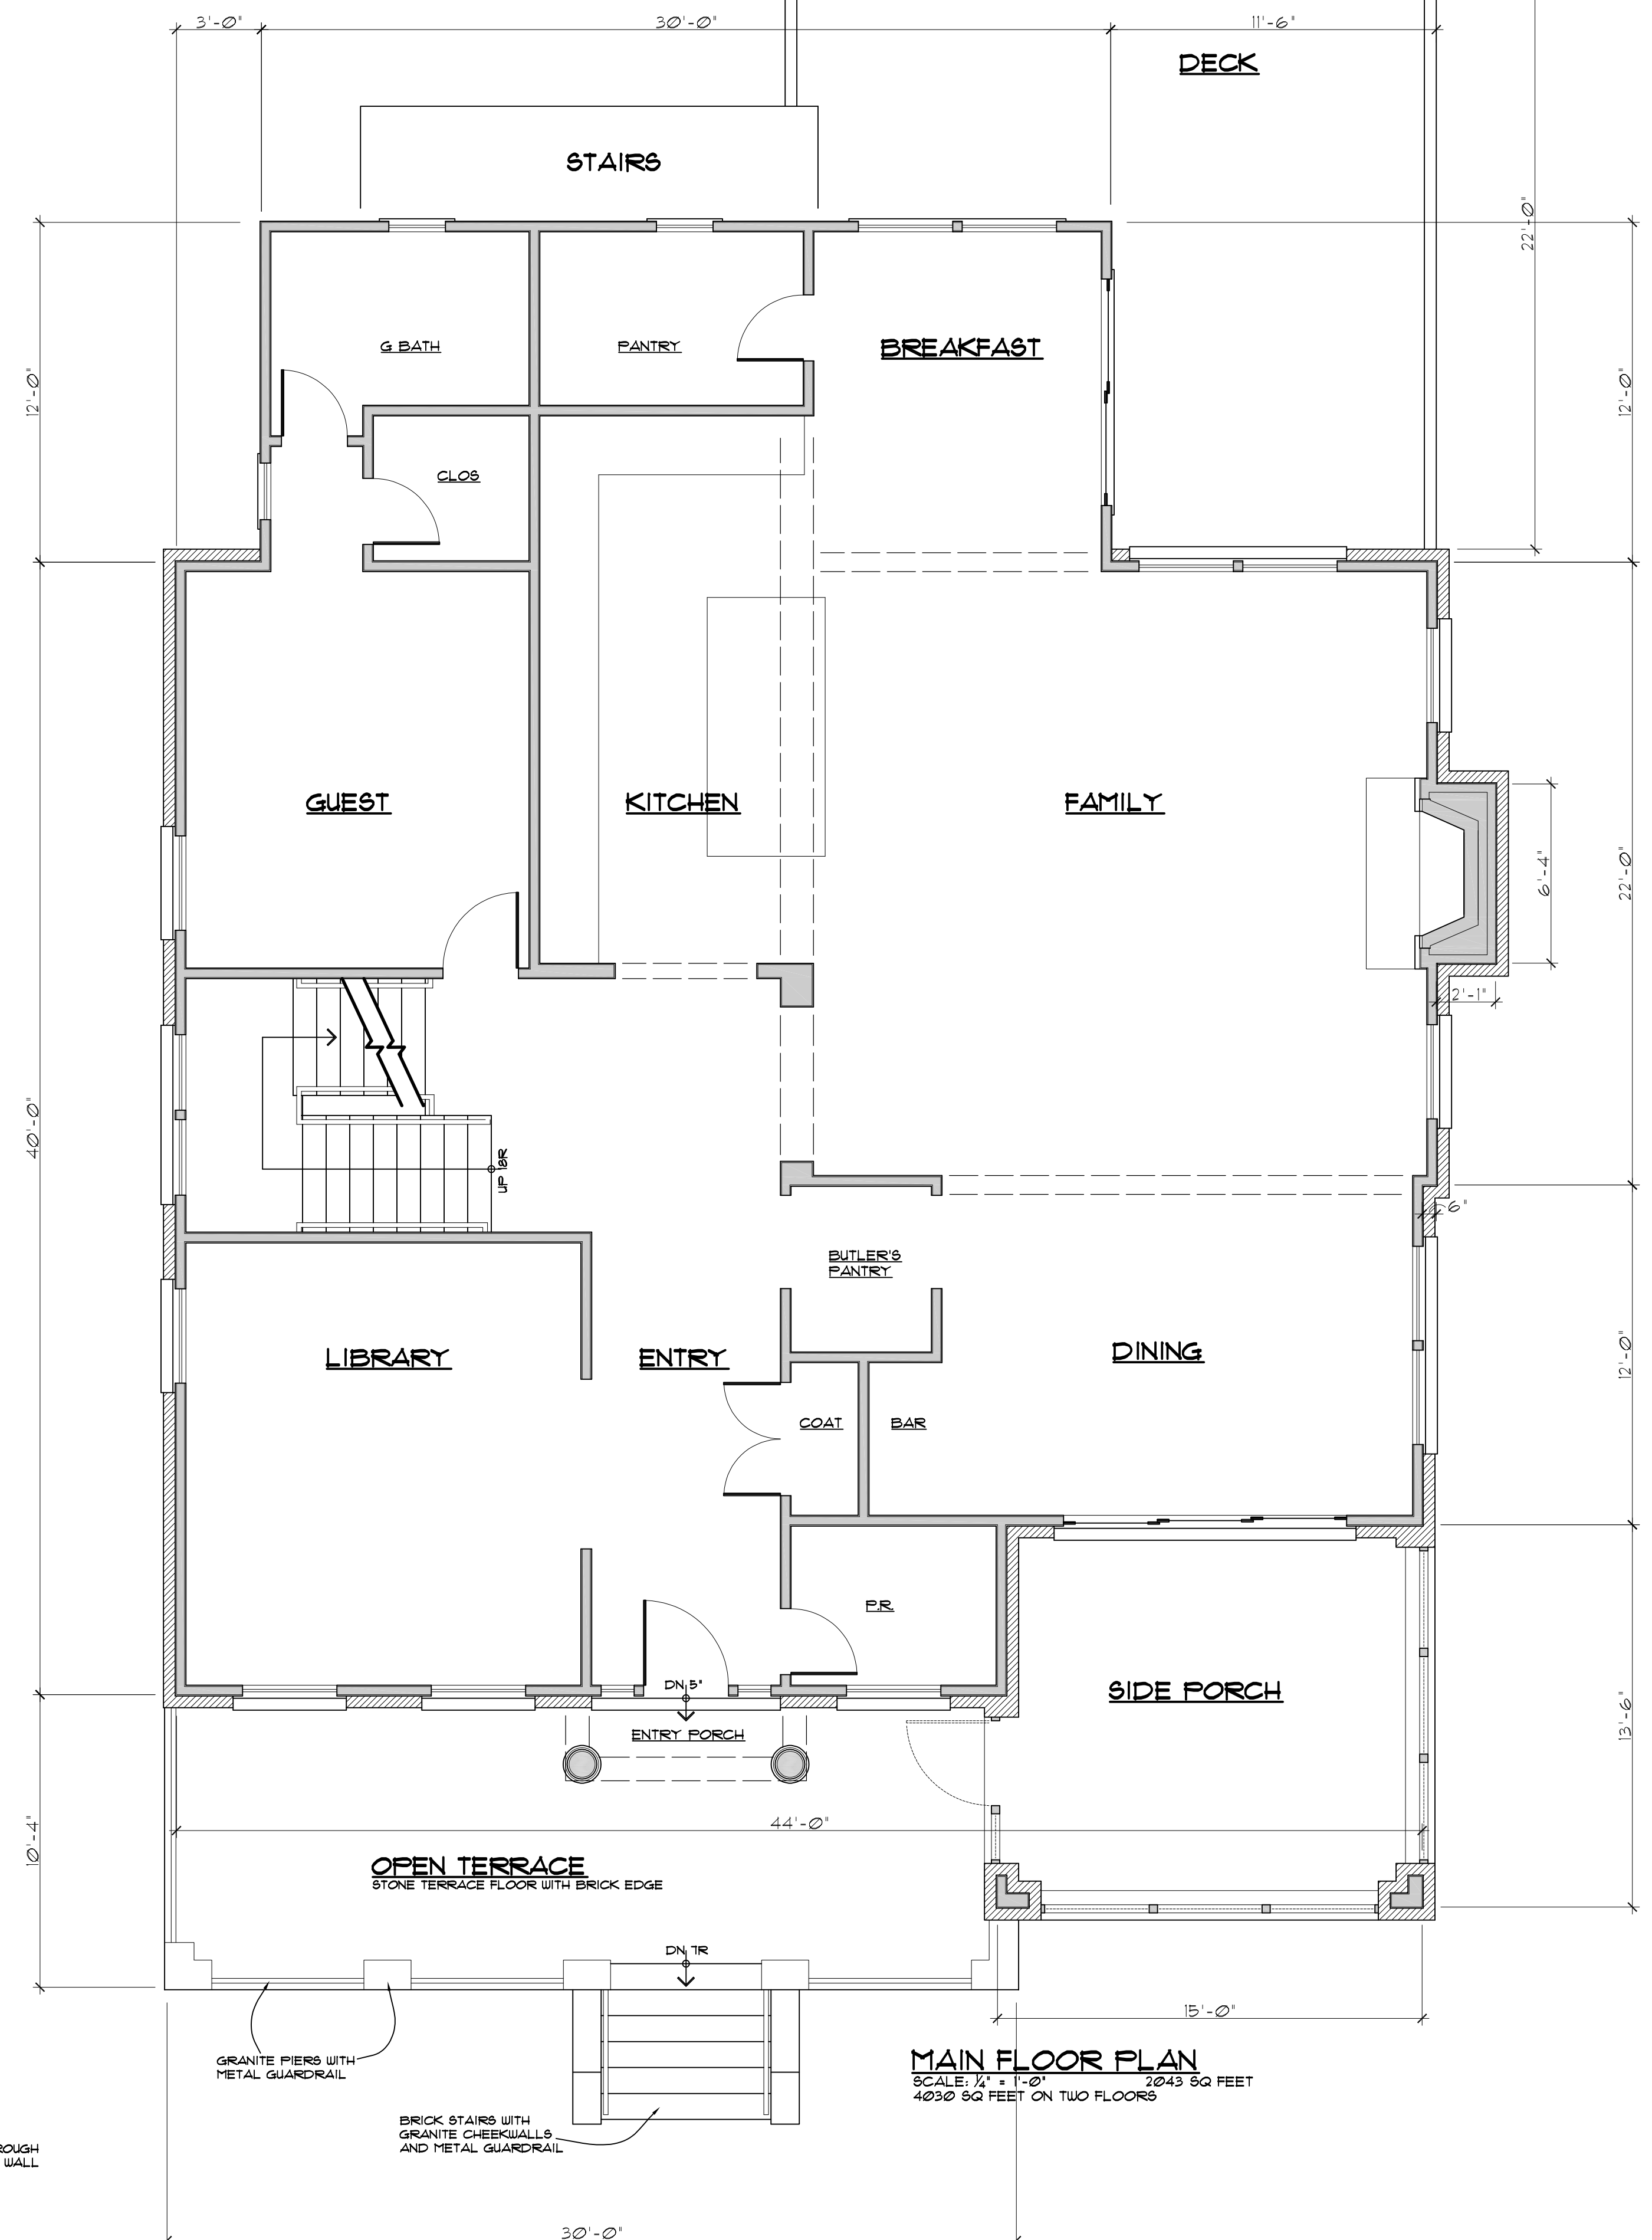 3'-0"
30'-0"
11'-6"
DECK
STAIRS
22'-0"
12'-0"
G BATH
PANTRY
BREAKFAST
12'-0"
CLOS
GUEST
KITCHEN
FAMILY
6'-4"
22'-0"
2'-1"
40'-0"
UP 18R
6"
BUTLER'S
PANTRY
LIBRARY
ENTRY
DINING
12'-0"
COAT
BAR
P.R.
DN 5"
SIDE PORCH
ENTRY PORCH
13'-6"
44'-0"
10'-4"
OPEN TERRACE
STONE TERRACE FLOOR WITH BRICK EDGE
DN 7R
15'-0"
GRANITE PIERS WITH
METAL GUARDRAIL
MAIN FLOOR PLAN
SCALE: 1/4" = 1'-0" 2043 SQ FEET
4030 SQ FEET ON TWO FLOORS
BRICK STAIRS WITH
GRANITE CHEEKWALLS
AND METAL GUARDRAIL
ROUGH
WALL
30'-0"